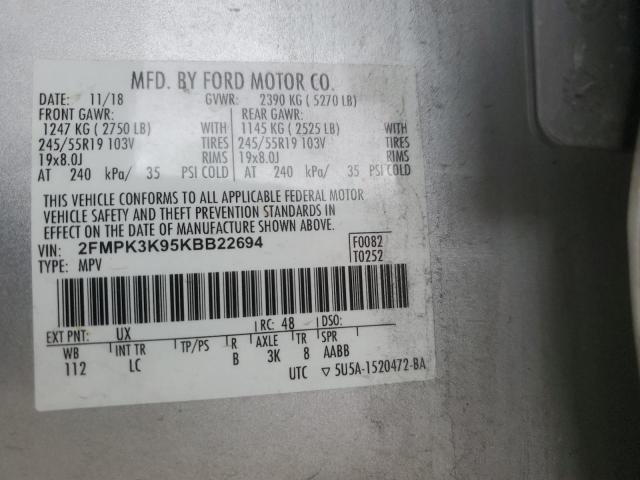 MFD. BY FORD MOTOR CO.
DATE: 11/18 GVWR: 2390 KG ( 5270 LB)
FRONT GAWR: REAR GAWR:
1247 KG ( 2750 LB) WITH 1145 KG ( 2525 LB) WITH
245/55R19 103V TIRES 245/55R19 103V TIRES
19x8.0J RIMS 19x8.0J RIMS
AT 240 kPa/ 35 PSI COLD AT 240 kPa/ 35 PSI COLD
THIS VEHICLE CONFORMS TO ALL APPLICABLE FEDERAL MOTOR
VEHICLE SAFETY AND THEFT PREVENTION STANDARDS IN
EFFECT ON THE DATE OF MANUFACTURE SHOWN ABOVE.
VIN: 2FMPK3K95KBB22694 F0082
TYPE: MPV T0252
EXT PNT: UX RC: 48 DSO:
WB INT TR TP/PS R AXLE TR SPR
112 LC B 3K 8 AABB
UTC ▽ 5U5A-1520472-BA